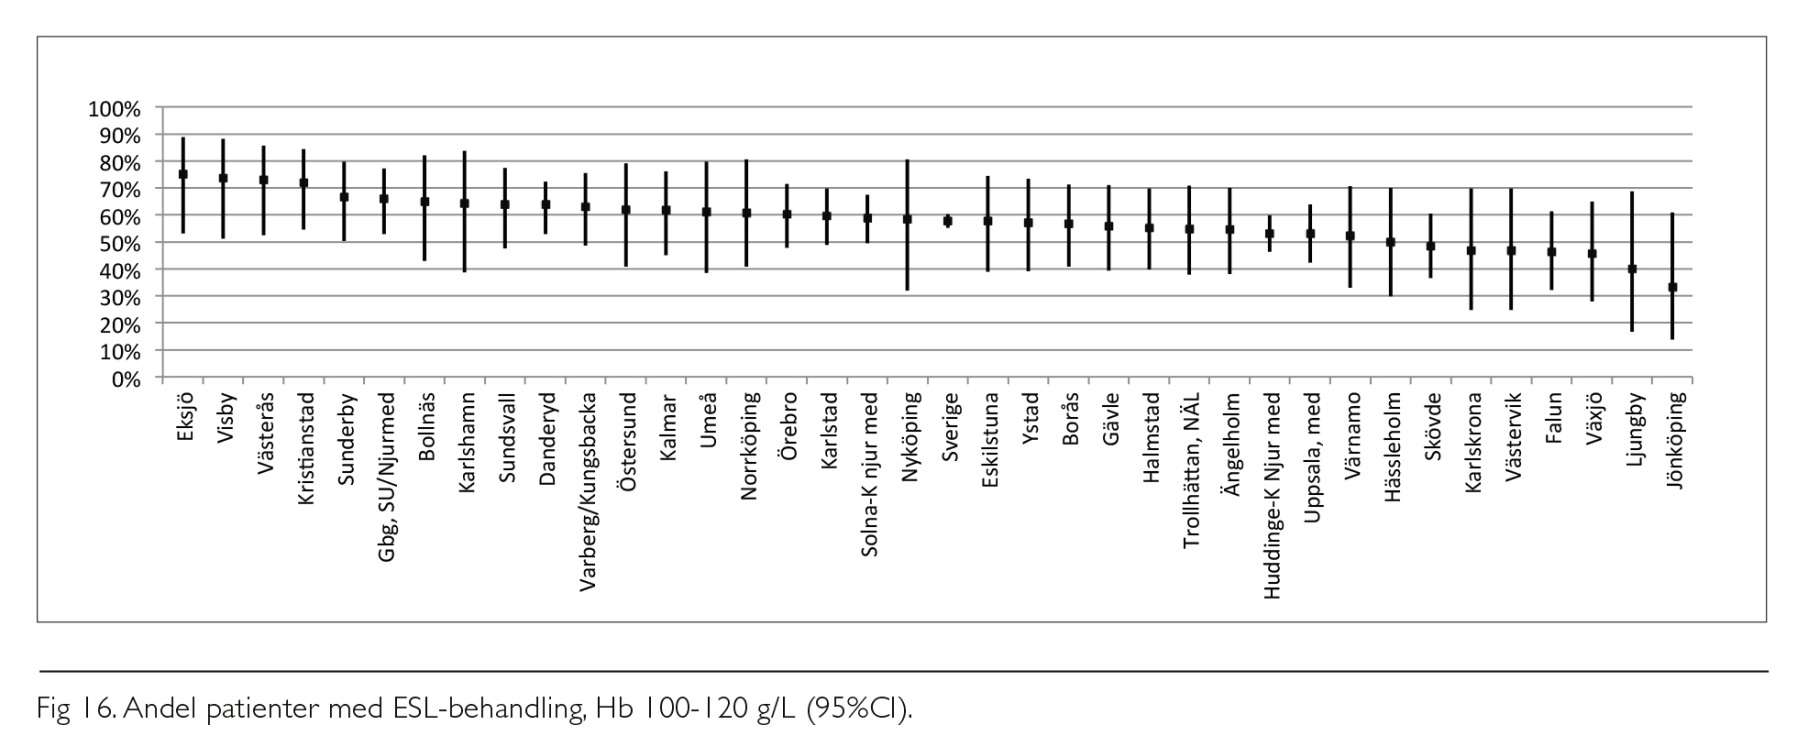 100%
90%
80%
70%
60%
50%
40%
30%
20%
10%
0%
Eksjö
Visby
Västerås
Kristianstad
Sunderby
Gbg, SU/Njurmed
Bollnäs
Karlshamn
Sundsvall
Danderyd
Varberg/Kungsbacka
Östersund
Kalmar
Umeå
Norrköping
Örebro
Karlstad
Solna-K njur med
Nyköping
Sverige
Eskilstuna
Ystad
Borås
Gävle
Halmstad
Trollhättan, NÄL
Ängelholm
Huddinge-K Njur med
Uppsala, med
Värnamo
Hässleholm
Skövde
Karlskrona
Västervik
Falun
Växjö
Ljungby
Jönköping
Fig 16. Andel patienter med ESL-behandling, Hb 100-120 g/L (95%CI).